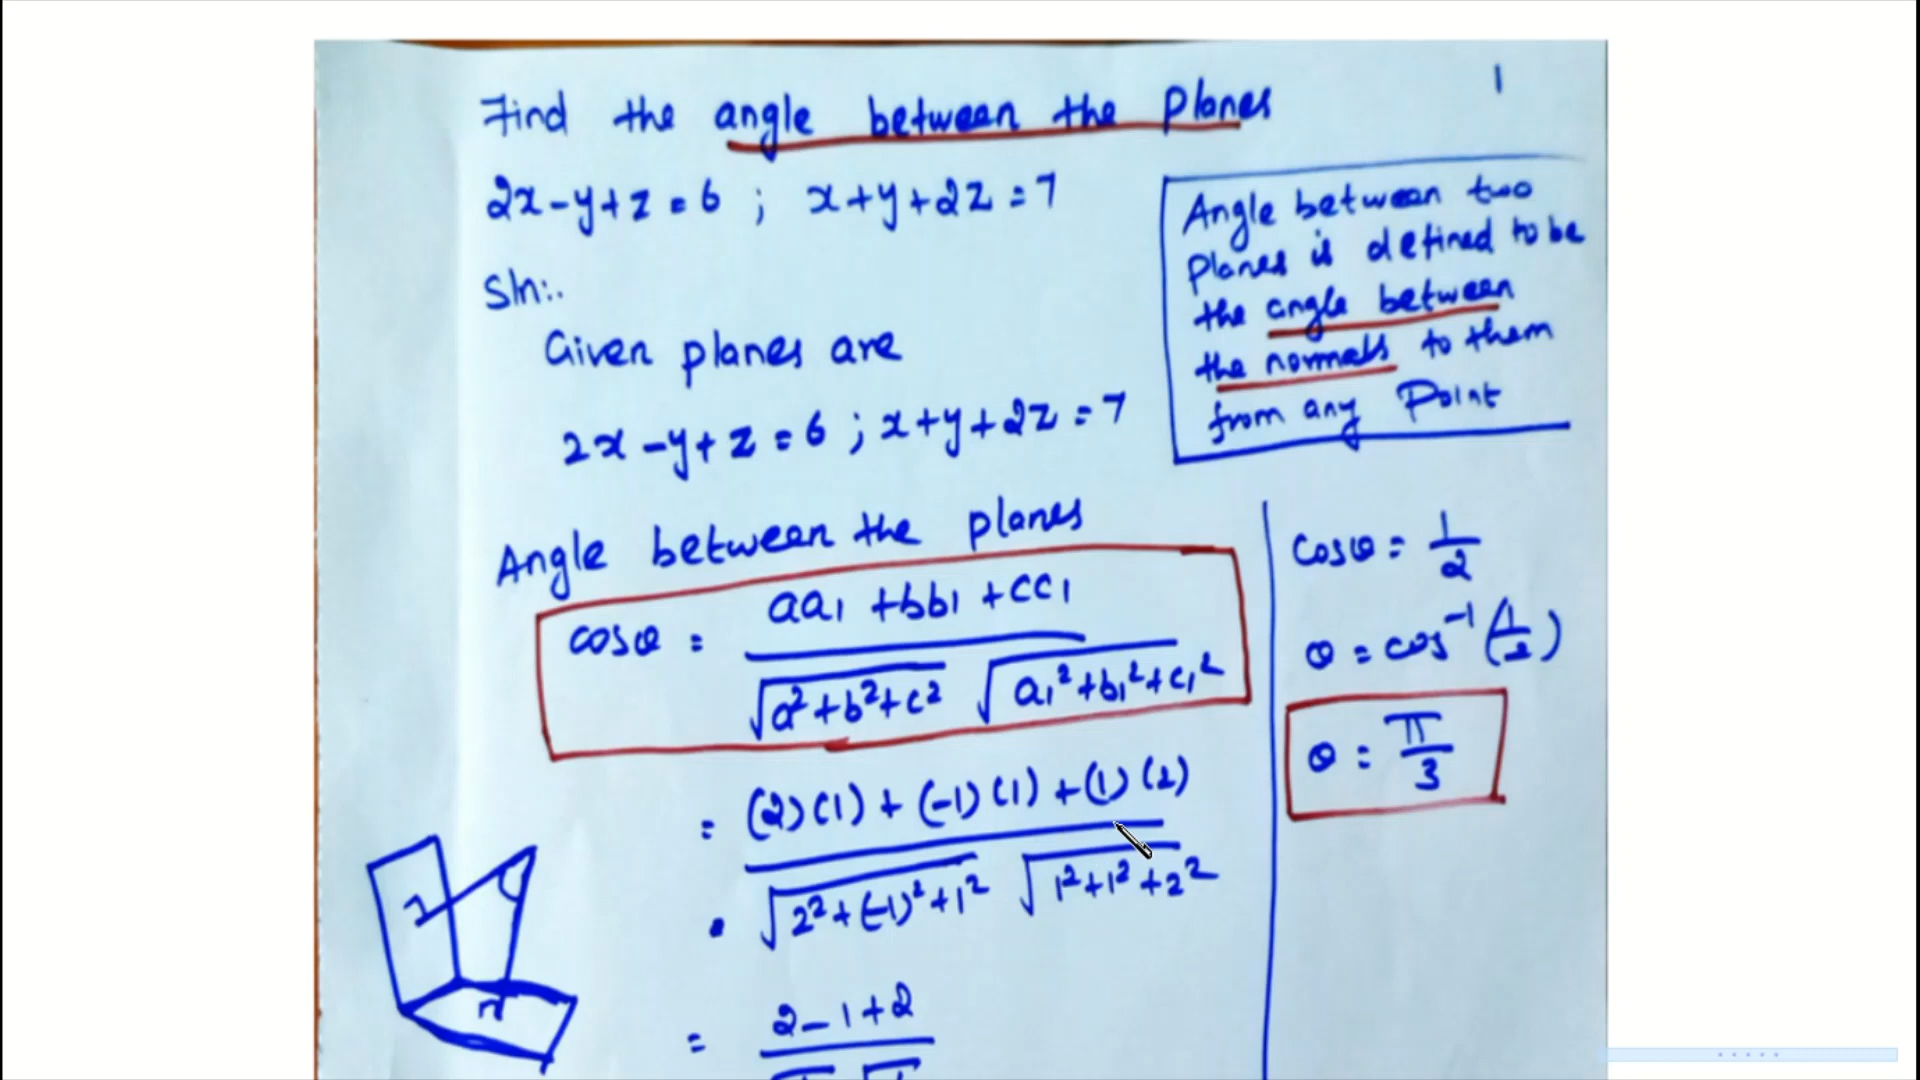 Find the angle between the Planes
1
2x-y+z=6 ; x+y+2z=7
Sln:.
Given planes are
2x-y+z=6 ; x+y+2z=7
Angle between two
Planes is defined to be
the angle between
the normals to them
from any Point
Angle between the planes
cosθ = aa₁+bb₁+cc₁ / √a²+b²+c² √a₁²+b₁²+c₁²
= (2)(1)+(-1)(1)+(1)(2) / √2²+(-1)²+1² √1²+1²+2²
= 2-1+2
cosθ = 1/2
θ = cos⁻¹(1/2)
θ = π/3